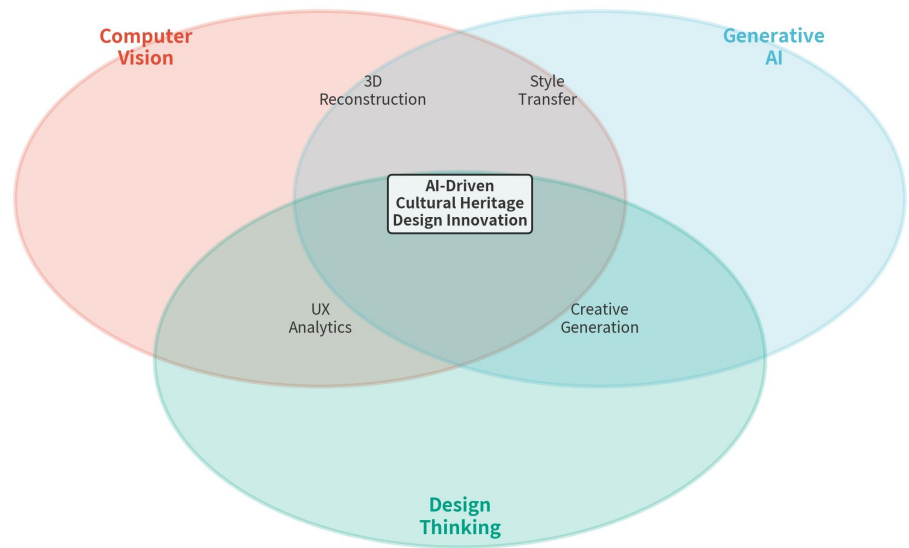 Computer
Vision
Generative
AI
3D
Reconstruction
Style
Transfer
AI-Driven
Cultural Heritage
Design Innovation
UX
Analytics
Creative
Generation
Design
Thinking